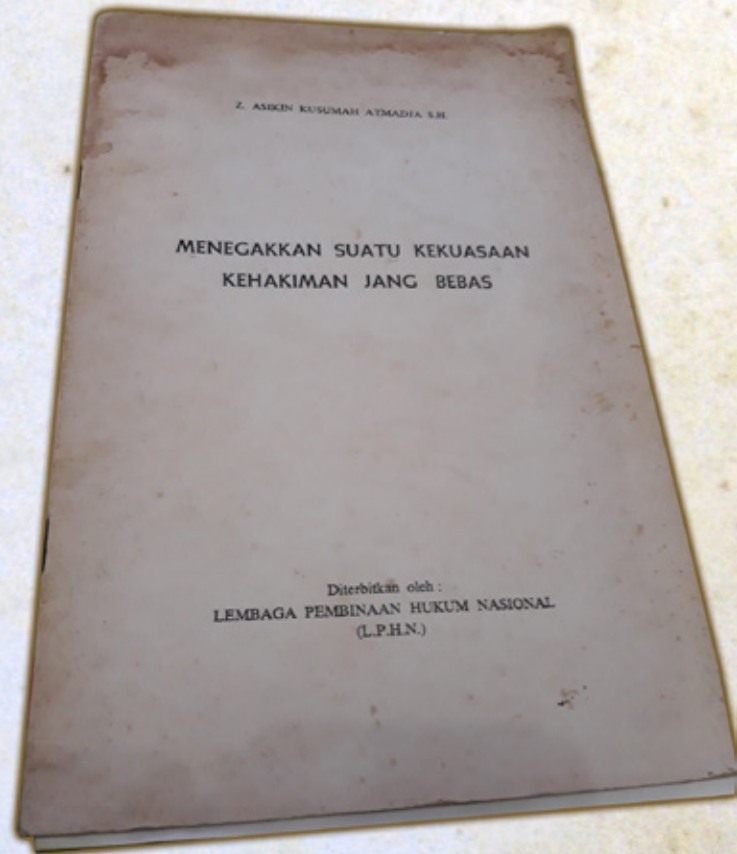 Z. ASIKIN KUSUMAH ATMADJA S.H.
MENEGAKKAN SUATU KEKUASAAN
KEHAKIMAN JANG BEBAS
Diterbitkan oleh :
LEMBAGA PEMBINAAN HUKUM NASIONAL
(L.P.H.N.)